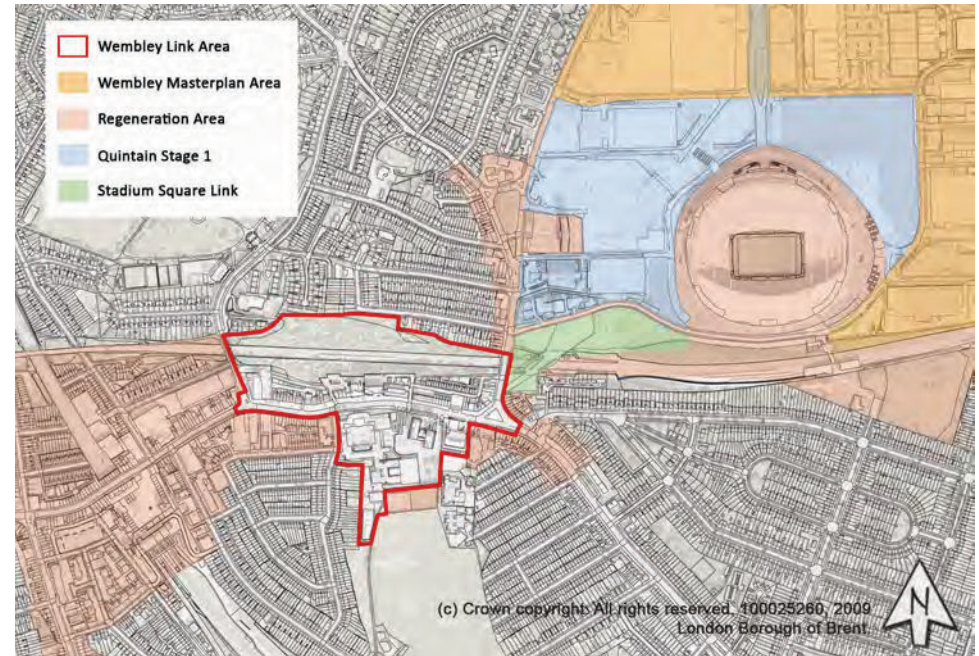 Wembley Link Area
Wembley Masterplan Area
Regeneration Area
Quintain Stage 1
Stadium Square Link
(c) Crown copyright. All rights reserved, 100025260, 2009
London Borough of Brent.
N